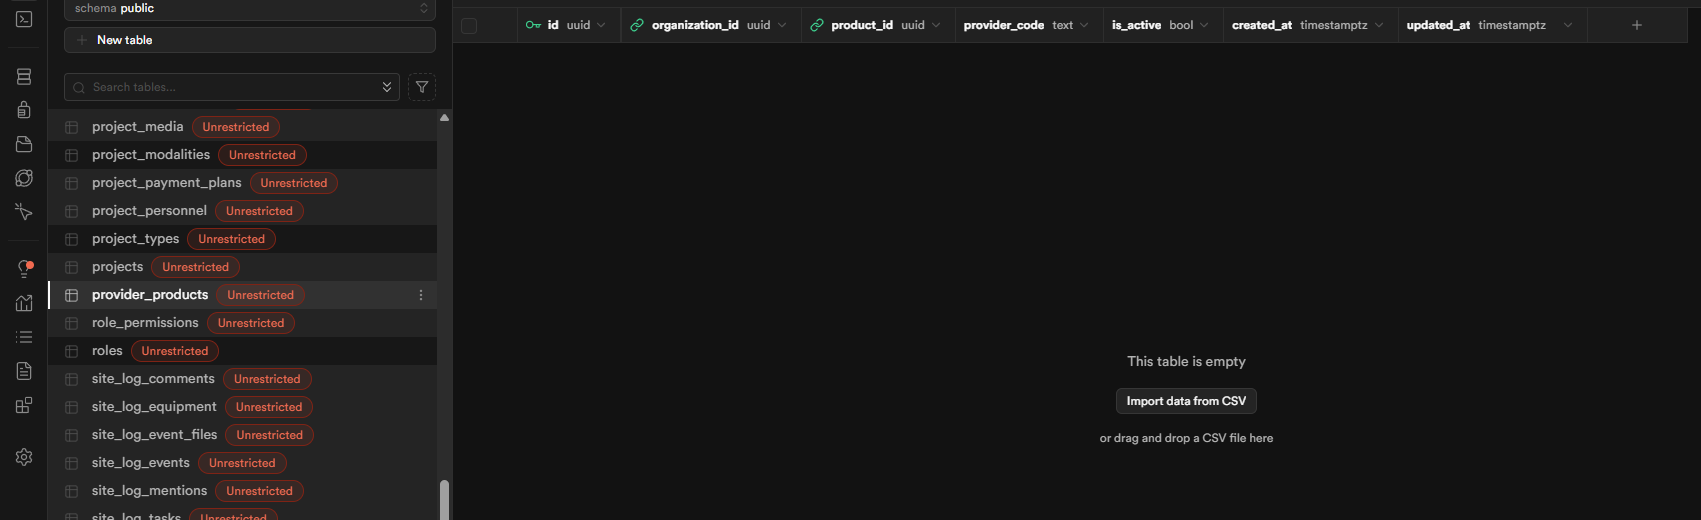 schema public
New table
Search tables...
project_media Unrestricted
project_modalities Unrestricted
project_payment_plans Unrestricted
project_personnel Unrestricted
project_types Unrestricted
projects Unrestricted
provider_products Unrestricted
role_permissions Unrestricted
roles Unrestricted
site_log_comments Unrestricted
site_log_equipment Unrestricted
site_log_event_files Unrestricted
site_log_events Unrestricted
site_log_mentions Unrestricted
site_log_tasks Unrestricted
id uuid organization_id uuid product_id uuid provider_code text is_active bool created_at timestamptz updated_at timestamptz
This table is empty
Import data from CSV
or drag and drop a CSV file here